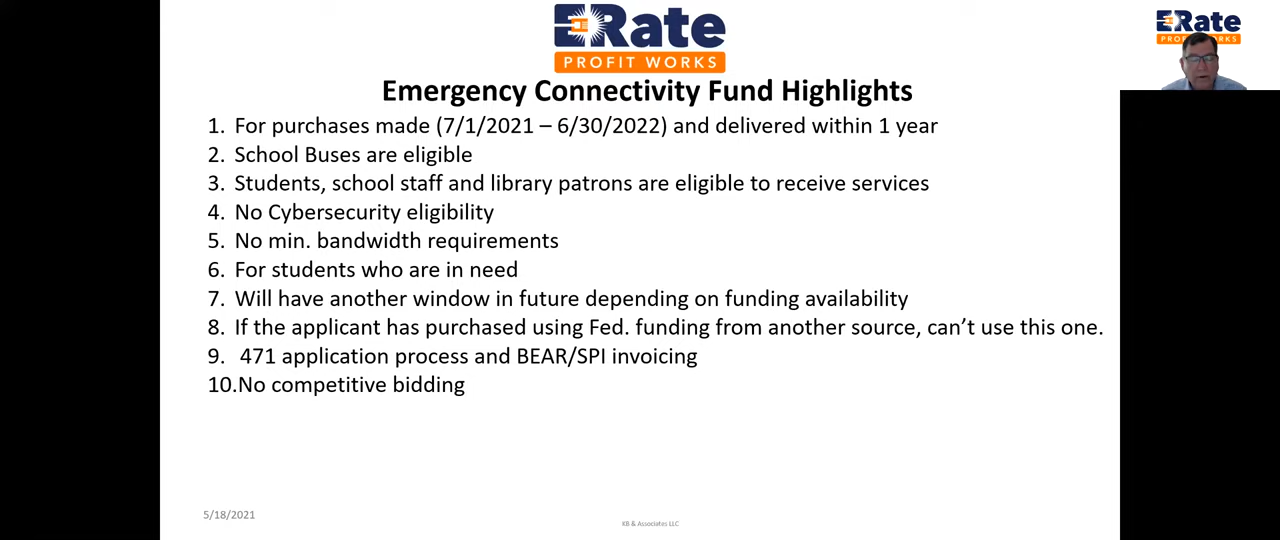 ERate
PROFIT WORKS
ERate
Emergency Connectivity Fund Highlights
1. For purchases made (7/1/2021 – 6/30/2022) and delivered within 1 year
2. School Buses are eligible
3. Students, school staff and library patrons are eligible to receive services
4. No Cybersecurity eligibility
5. No min. bandwidth requirements
6. For students who are in need
7. Will have another window in future depending on funding availability
8. If the applicant has purchased using Fed. funding from another source, can’t use this one.
9. 471 application process and BEAR/SPI invoicing
10.No competitive bidding
5/18/2021
KB & Associates LLC